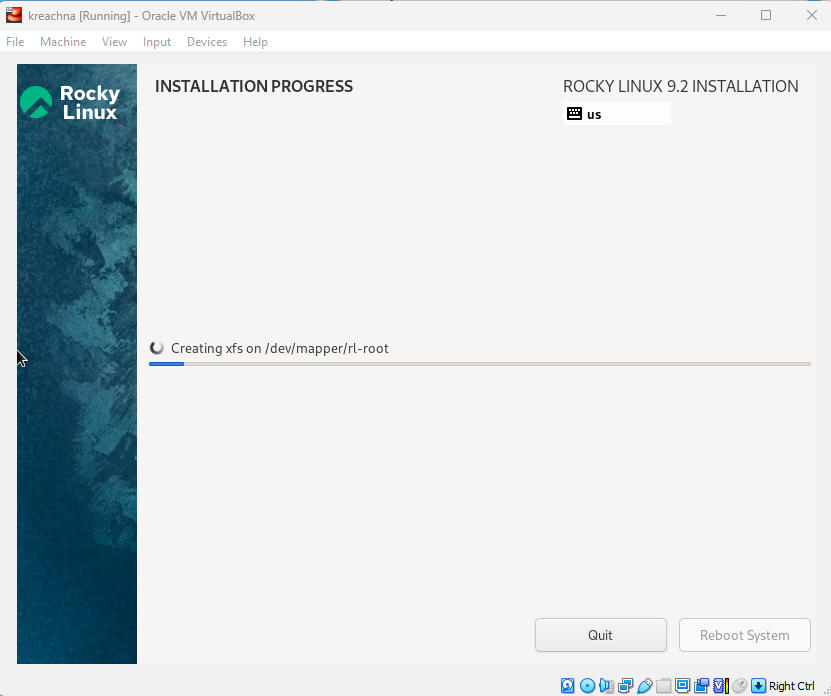 kreachna [Running] - Oracle VM VirtualBox
File Machine View Input Devices Help
Rocky
Linux
INSTALLATION PROGRESS
ROCKY LINUX 9.2 INSTALLATION
us
Creating xfs on /dev/mapper/rl-root
Quit
Reboot System
Right Ctrl